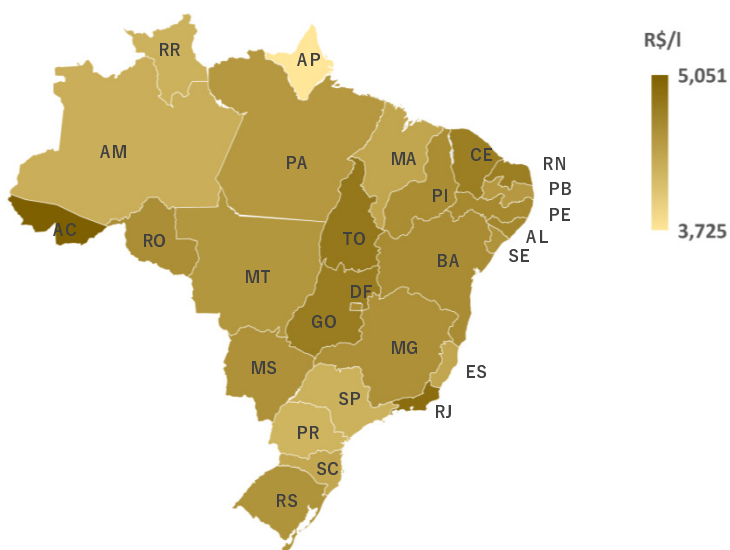 RR
AP
R$/l
5,051
AM
PA
MA
CE
RN
PB
PI
PE
AC
RO
TO
AL
BA
SE
MT
DF
3,725
GO
MG
MS
ES
SP
RJ
PR
SC
RS